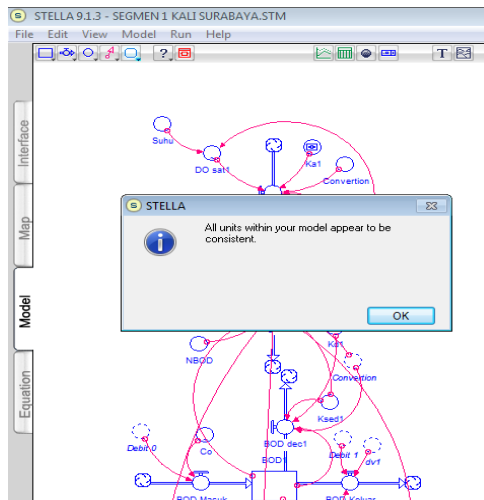 STELLA 9.1.3 - SEGMEN 1 KALI SURABAYA.STM
File Edit View Model Run Help
T
Interface
Map
Model
Equation
Suhu
DO sat1
Ka1
Convertion
STELLA
All units within your model appear to be
consistent.
OK
NBOD
Kd1
Convertion
Ksed1
Debit 0
Co
BOD dec1
BOD1
Debit 1
dv1
BOD Masuk
BOD Keluar